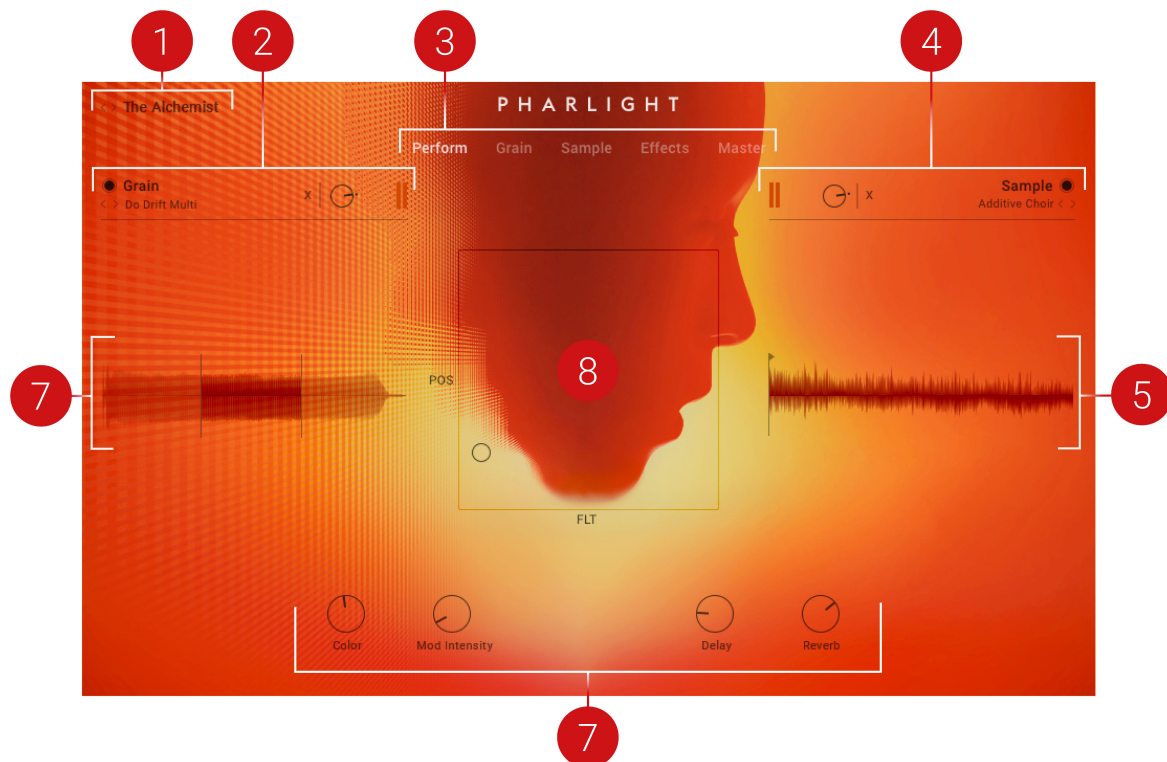 1 2 3 4
The Alchemist
PHARLIGHT
Perform Grain Sample Effects Master
Grain X
Do Drift Multi
X Sample
Additive Choir
7 POS 8 5
FLT
Color Mod Intensity Delay Reverb
7